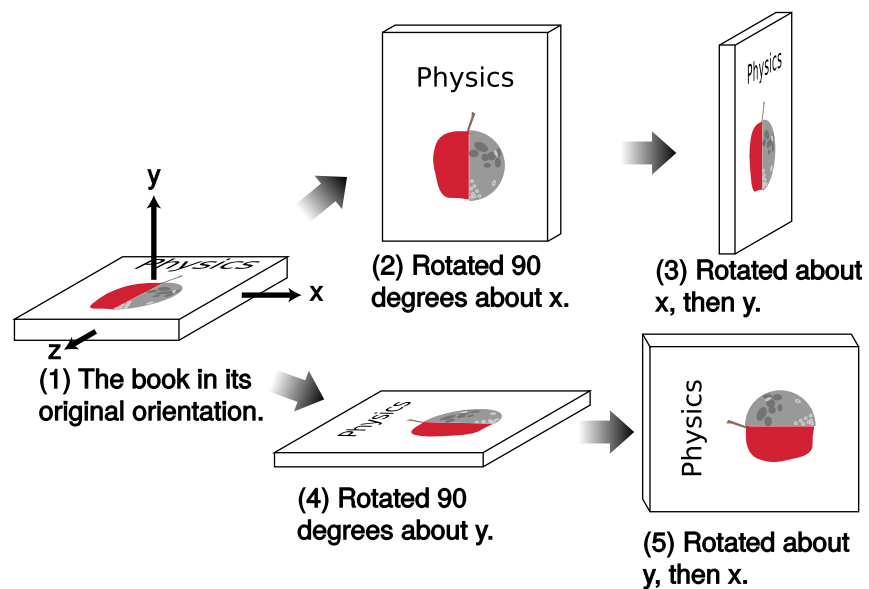 Physics
Physics
y
(2) Rotated 90
degrees about x.
(3) Rotated about
x, then y.
Physics
x
z
(1) The book in its
original orientation.
Physics
(4) Rotated 90
degrees about y.
Physics
(5) Rotated about
y, then x.